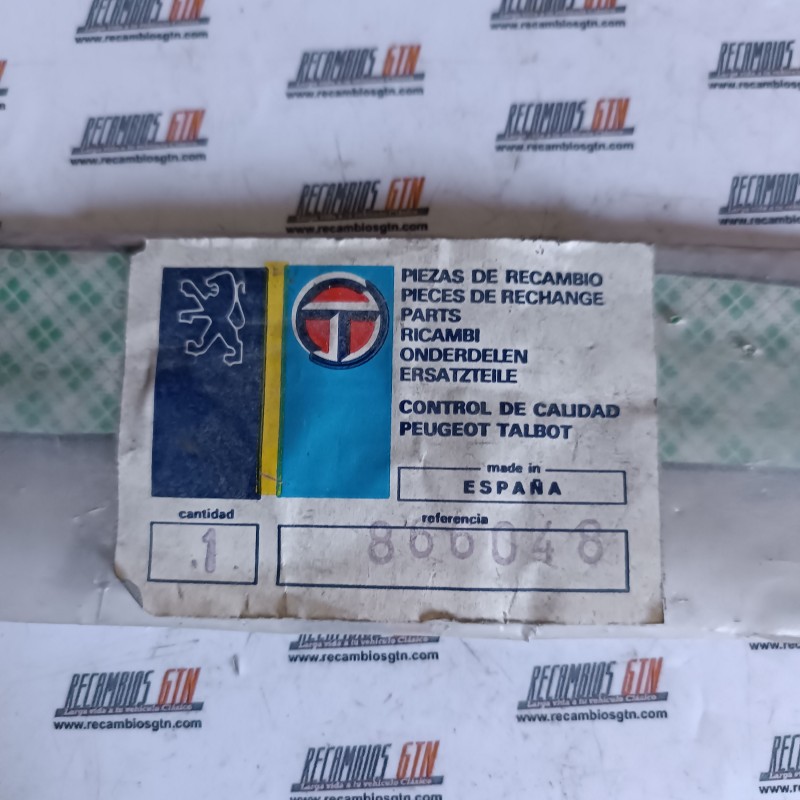 RECAMBIOS GTN
www.recambiosgtn.com
RECAMBIOS GTN
www.recambiosgtn.com
RECAMBIOS GTN
www.recambiosgtn.com
RECAMBIOS GTN
www.recambiosgtn.com
RECAMBIOS GTN
www.recambiosgtn.com
RECAMBIOS GTN
www.recambiosgtn.com
PIEZAS DE RECAMBIO
PIECES DE RECHANGE
PARTS
RICAMBI
ONDERDELEN
ERSATZTEILE
CONTROL DE CALIDAD
PEUGEOT TALBOT
made in
ESPAÑA
cantidad
1
referencia
866048
www.recambiosgtn.com
RECAMBIOS GTN
Larga vida a tu vehículo Clásico
www.recambiosgtn.com
RECAMBIOS GTN
Larga vida a tu vehículo Clásico
www.recambiosgtn.com
RECAMBIOS GTN
Larga vida a tu vehículo Clásico
www.recambiosgtn.com